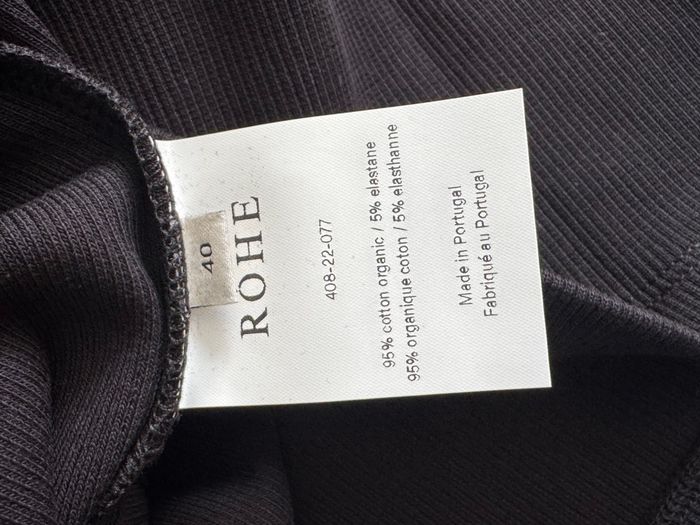 40
ROHE
408-22-077
95% cotton organic / 5% elastane
95% organique coton / 5% elasthanne
Made in Portugal
Fabriqué au Portugal